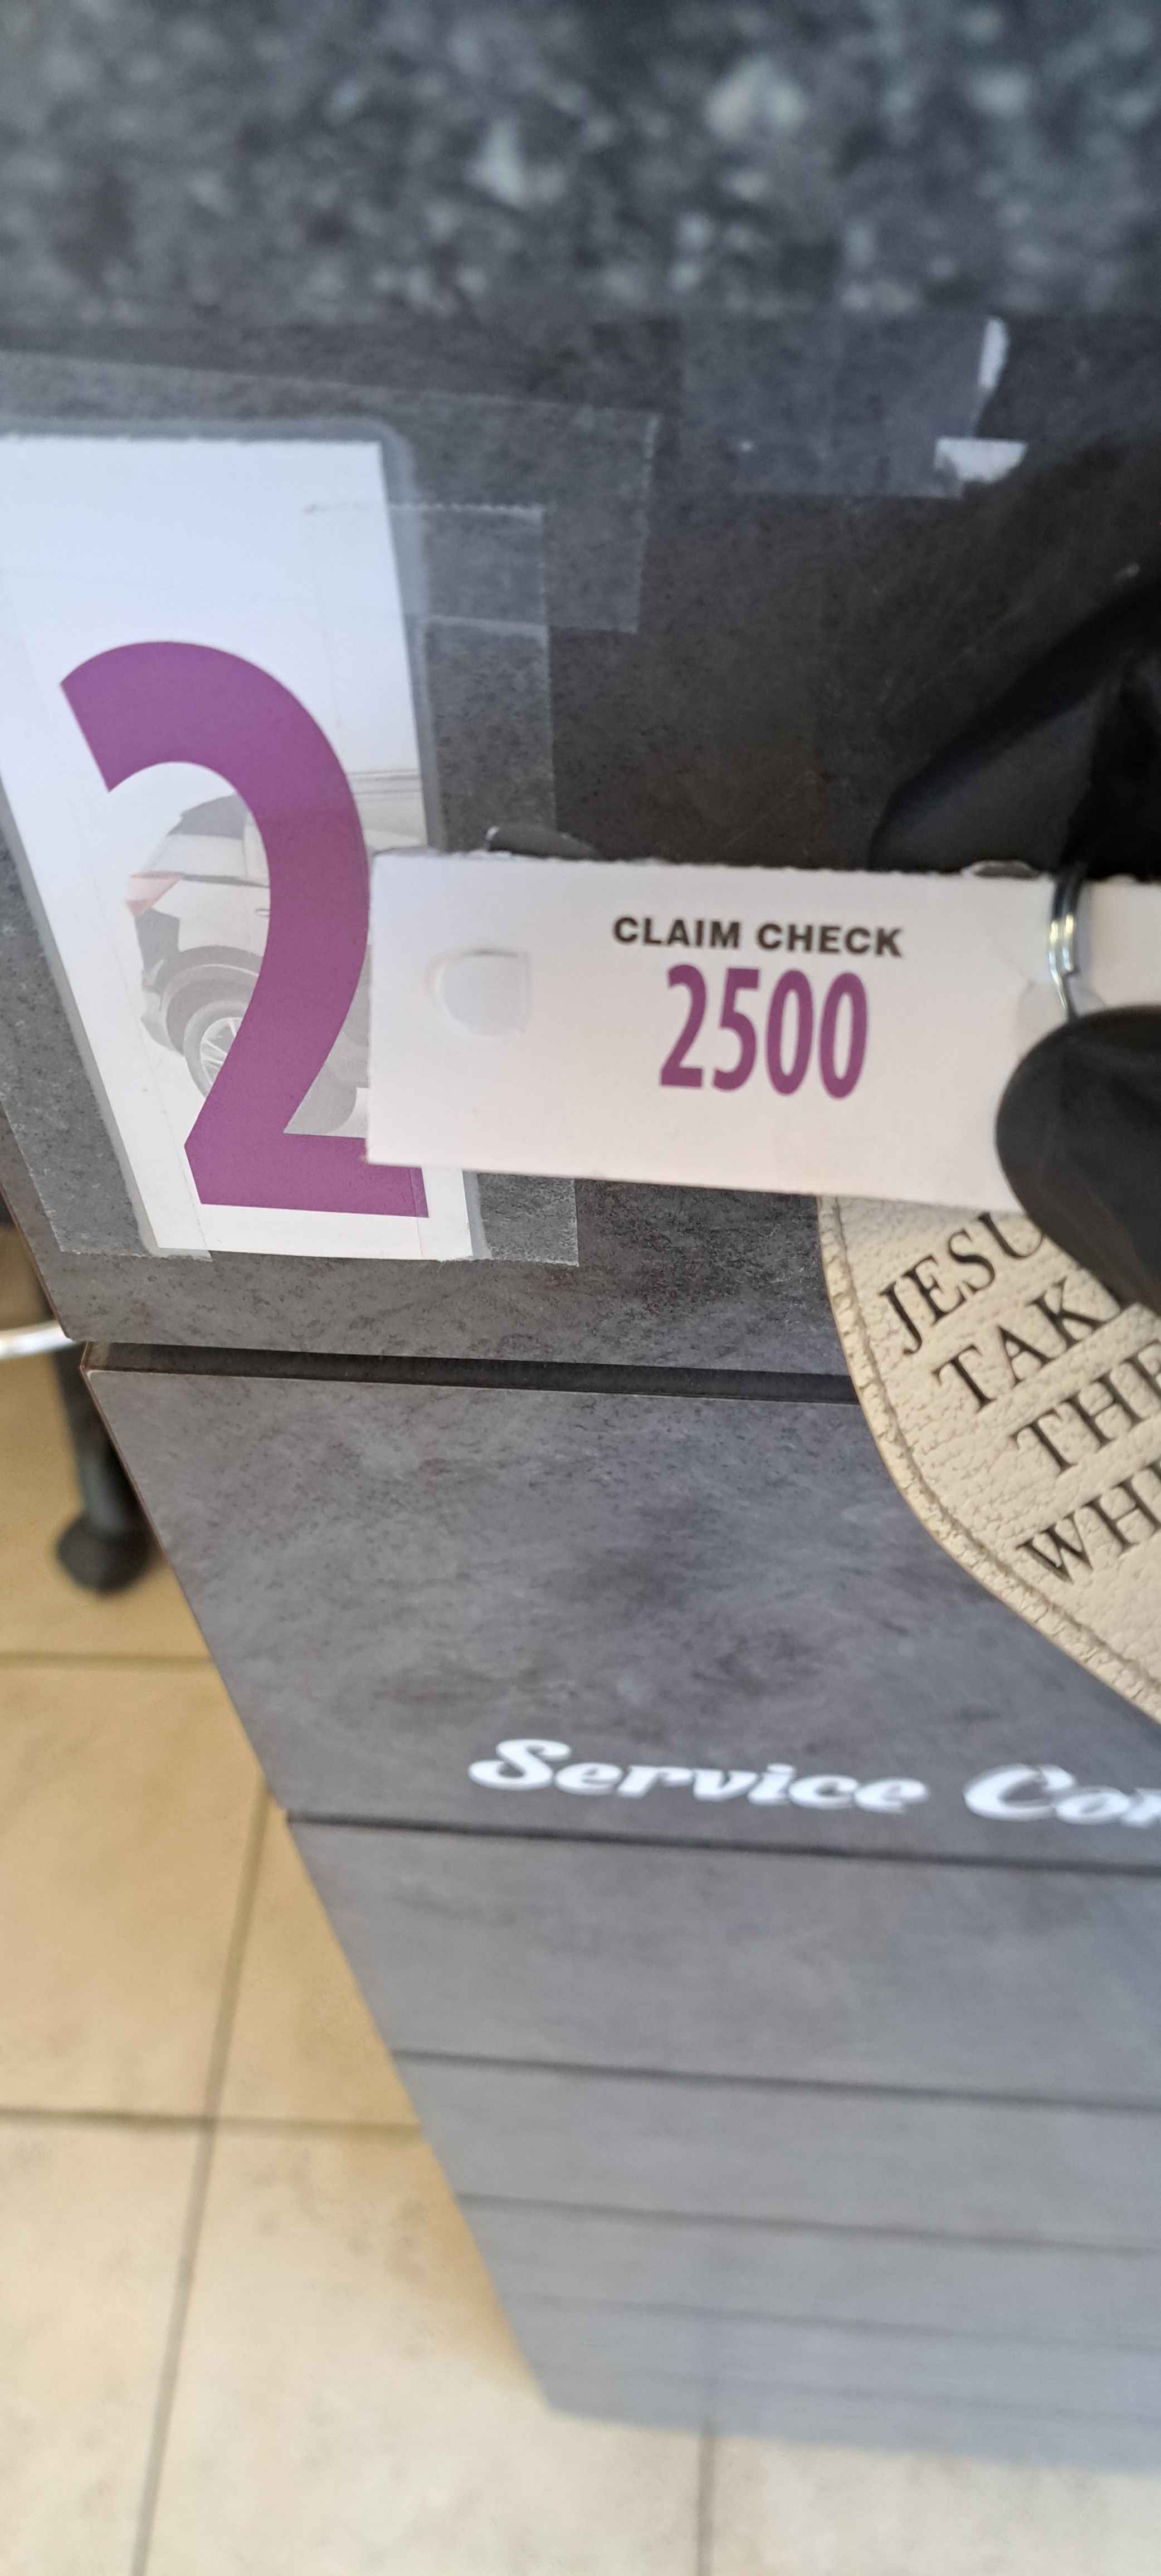 2
CLAIM CHECK
2500
JESU
TAK
THE
WH
Service Co